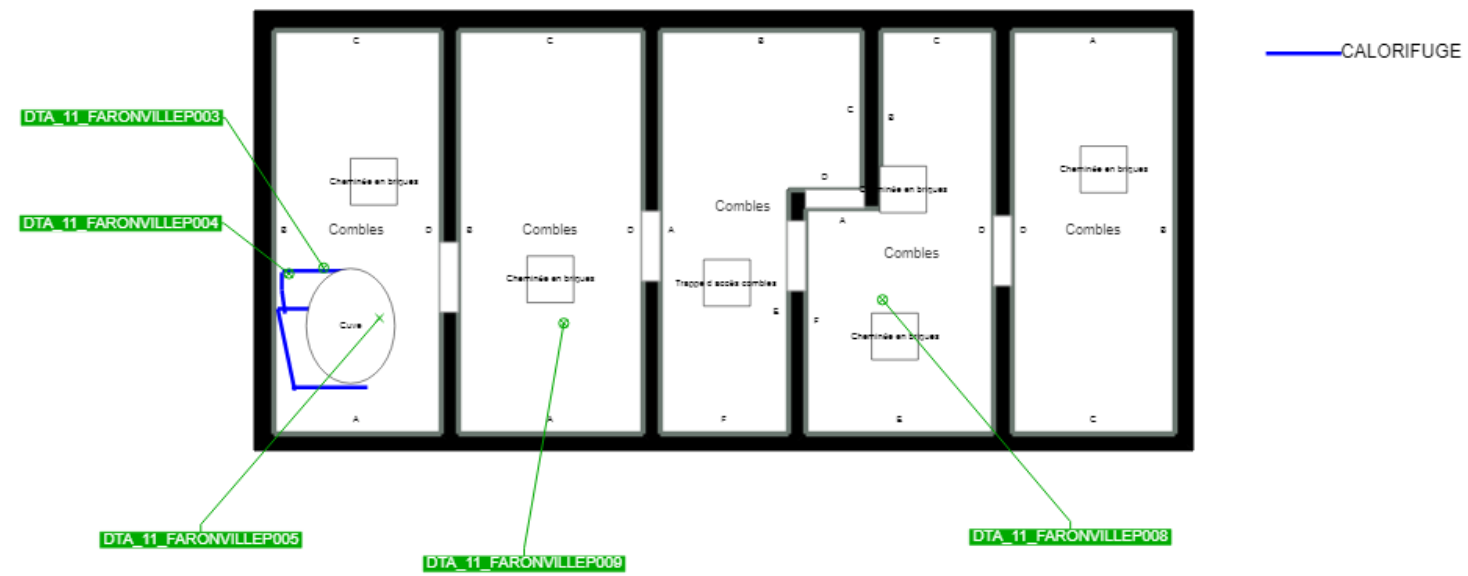 C
C
B
C
A
CALORIFUGE
DTA_11_FARONVILLEP003
C
B
Cheminée en briques
D
Cheminée en briques
Cheminée en briques
DTA_11_FARONVILLEP004
B
Combles
D
B
Combles
D
A
Combles
A
Combles
D
D
Combles
B
Cheminée en briques
Trappe d accès combles
E
F
Cuve
Cheminée en briques
A
A
F
E
C
DTA_11_FARONVILLEP005
DTA_11_FARONVILLEP009
DTA_11_FARONVILLEP008